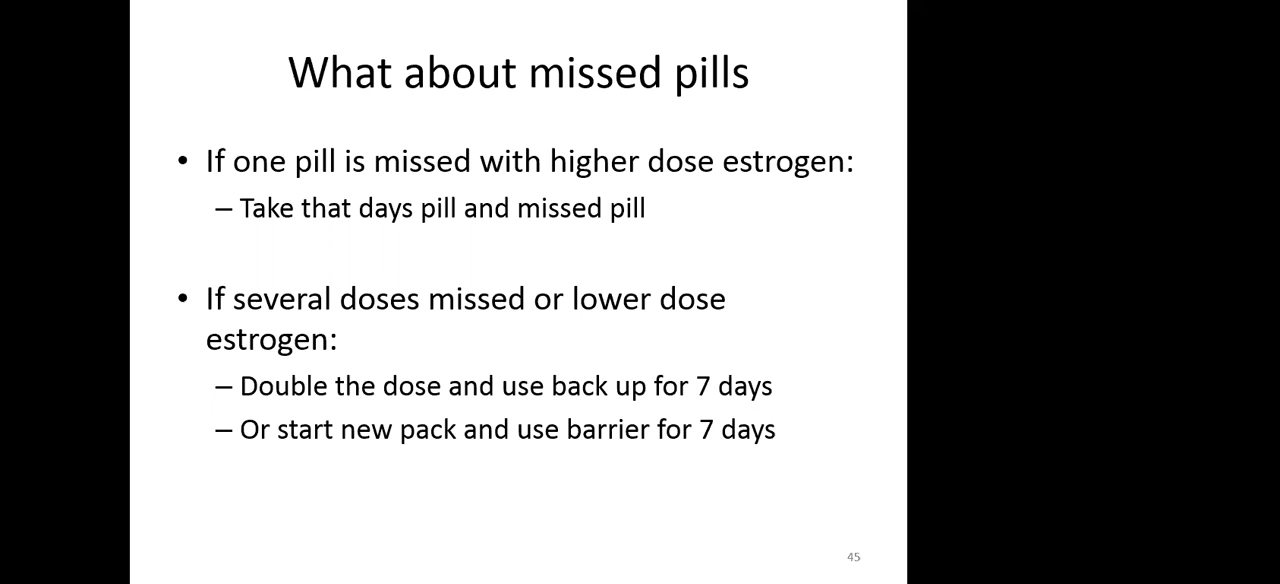 What about missed pills
• If one pill is missed with higher dose estrogen:
– Take that days pill and missed pill
• If several doses missed or lower dose
estrogen:
– Double the dose and use back up for 7 days
– Or start new pack and use barrier for 7 days
45